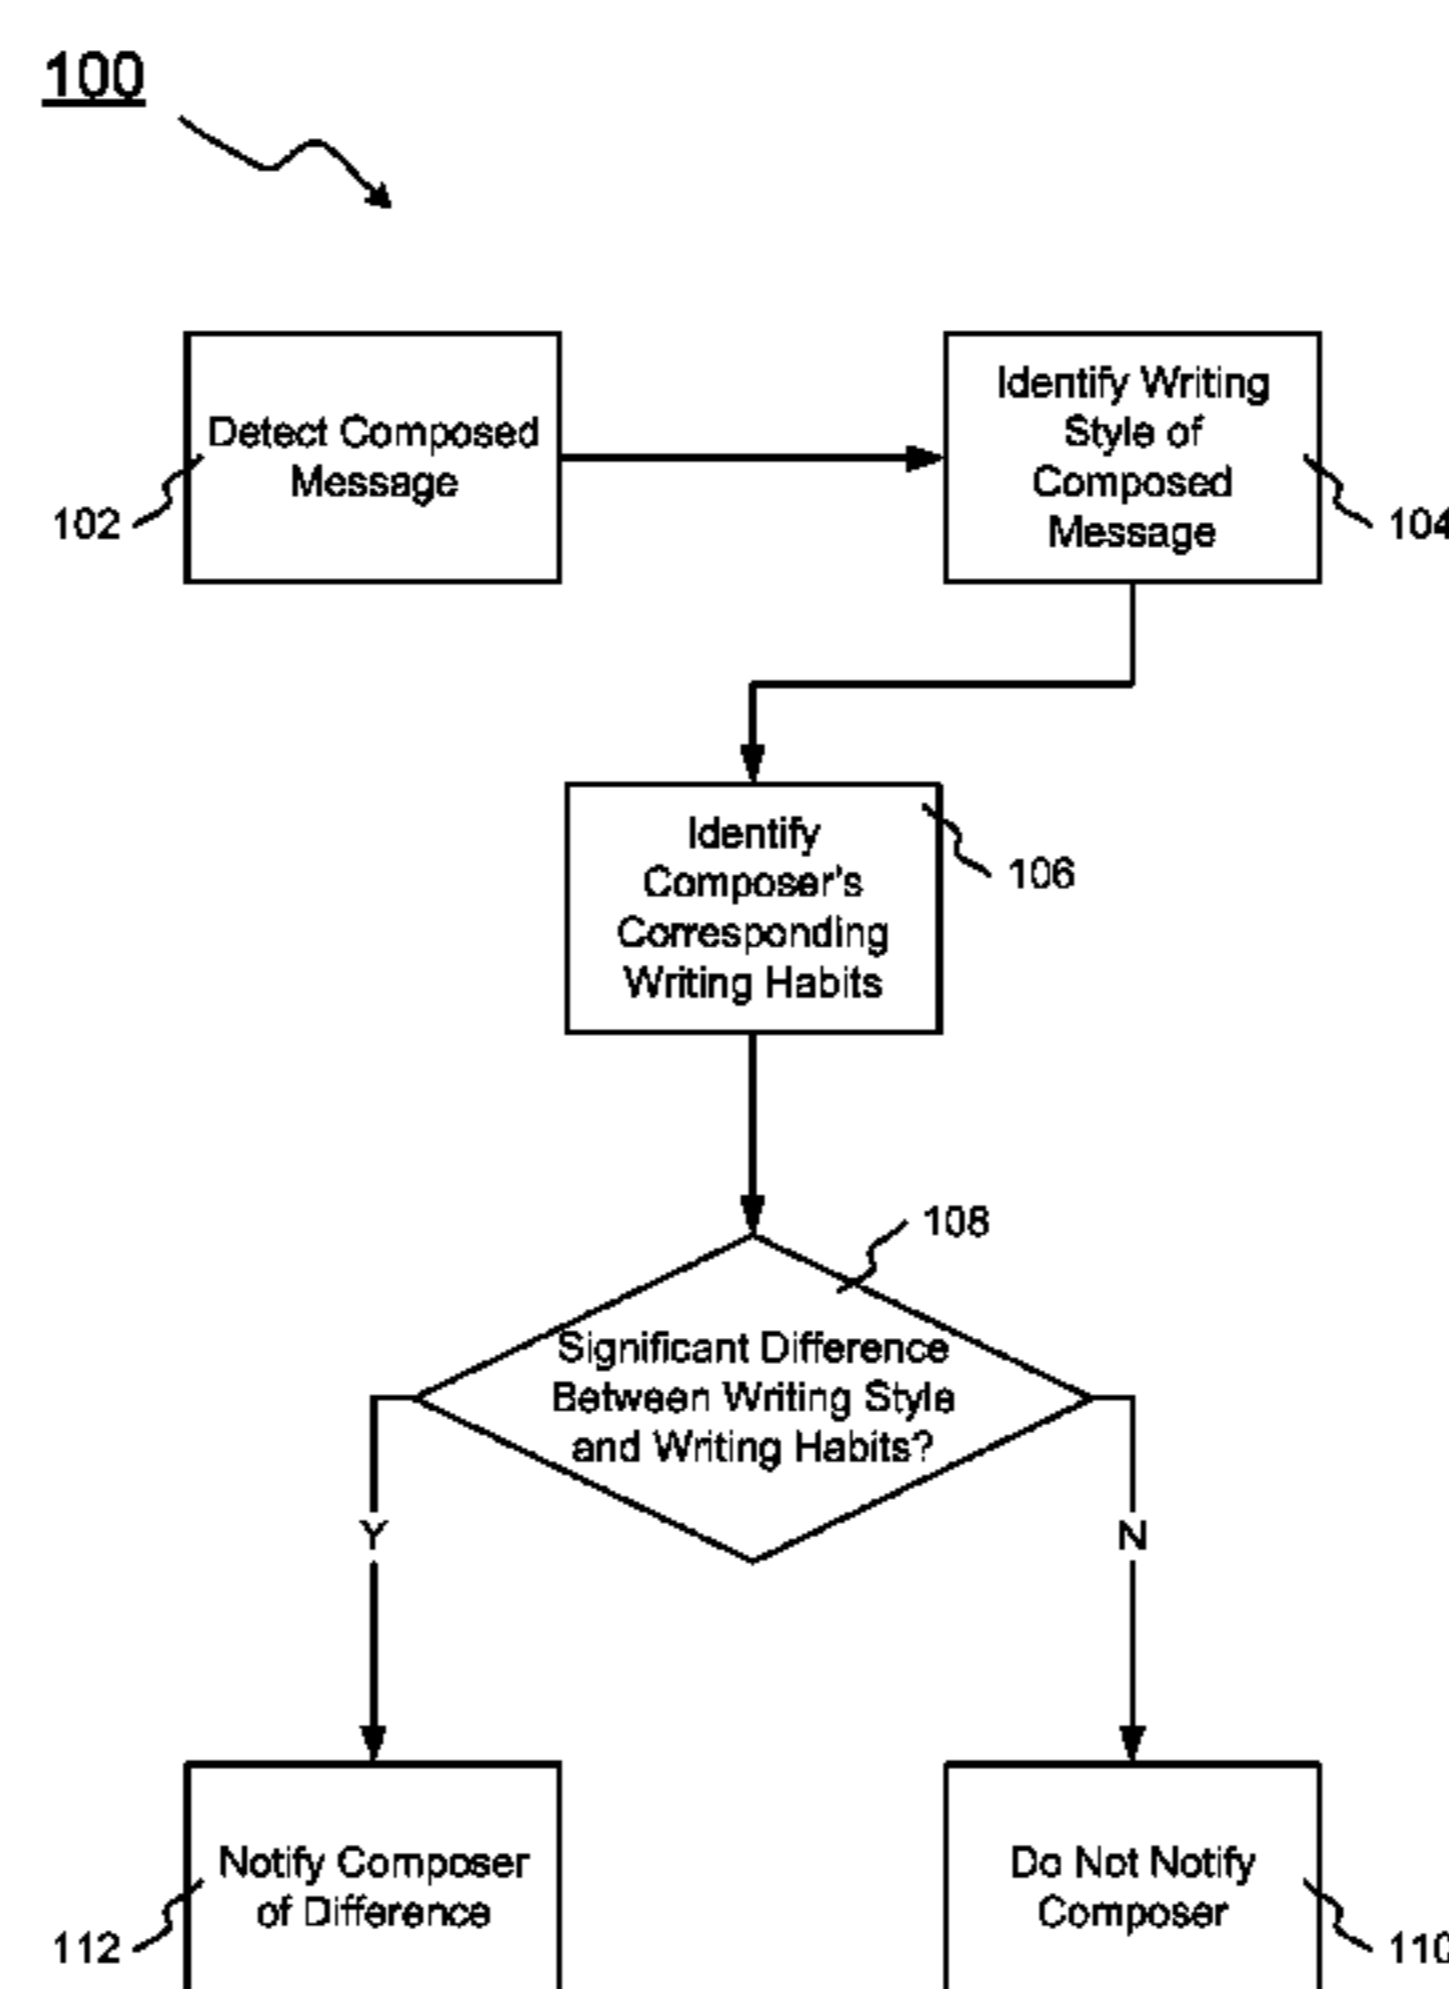 100
Detect Composed
Message
102
Identify Writing
Style of
Composed
Message
104
Identify
Composer's
Corresponding
Writing Habits
106
108
Significant Difference
Between Writing Style
and Writing Habits?
Y
N
Notify Composer
of Difference
112
Do Not Notify
Composer
110